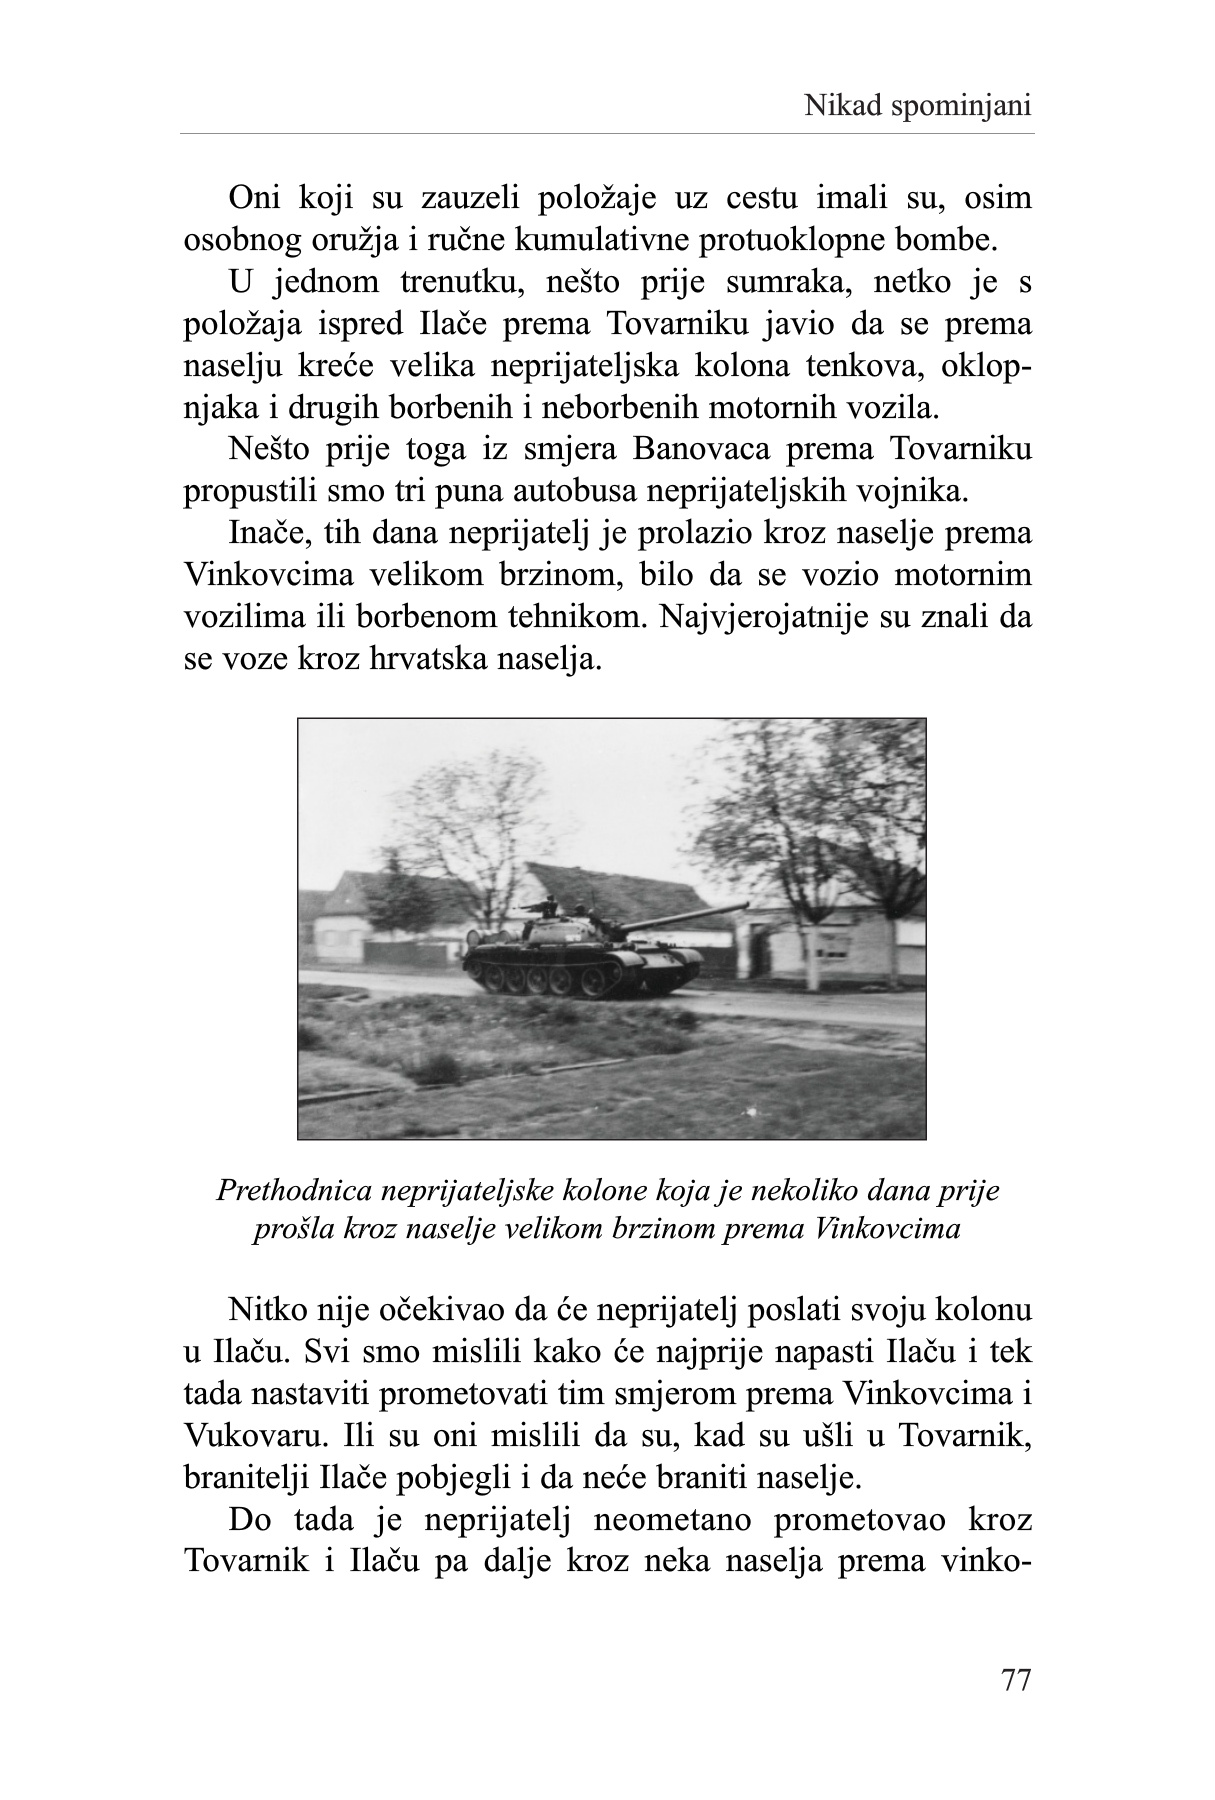 Nikad spominjani
Oni koji su zauzeli položaje uz cestu imali su, osim
osobnog oružja i ručne kumulativne protuoklopne bombe.
U jednom trenutku, nešto prije sumraka, netko je s
položaja ispred Ilače prema Tovarniku javio da se prema
naselju kreće velika neprijateljska kolona tenkova, oklop-
njaka i drugih borbenih i neborbenih motornih vozila.
Nešto prije toga iz smjera Banovaca prema Tovarniku
propustili smo tri puna autobusa neprijateljskih vojnika.
Inače, tih dana neprijatelj je prolazio kroz naselje prema
Vinkovcima velikom brzinom, bilo da se vozio motornim
vozilima ili borbenom tehnikom. Najvjerojatnije su znali da
se voze kroz hrvatska naselja.
Prethodnica neprijateljske kolone koja je nekoliko dana prije
prošla kroz naselje velikom brzinom prema Vinkovcima
Nitko nije očekivao da će neprijatelj poslati svoju kolonu
u Ilaču. Svi smo mislili kako će najprije napasti Ilaču i tek
tada nastaviti prometovati tim smjerom prema Vinkovcima i
Vukovaru. Ili su oni mislili da su, kad su ušli u Tovarnik,
branitelji Ilače pobjegli i da neće braniti naselje.
Do tada je neprijatelj neometano prometovao kroz
Tovarnik i Ilaču pa dalje kroz neka naselja prema vinko-
77